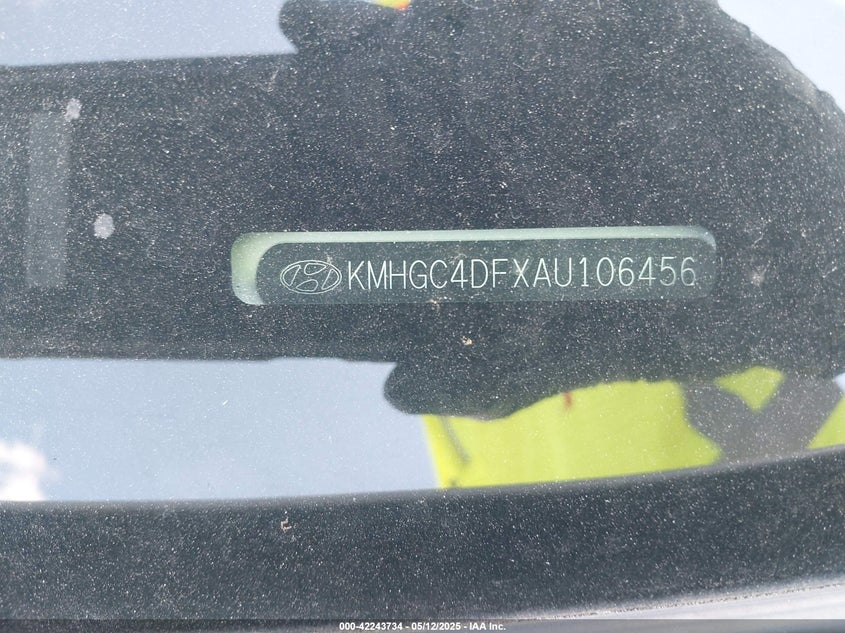 KMHGC4DFXAU106456
000-42243734 - 05/12/2025 - IAA Inc.